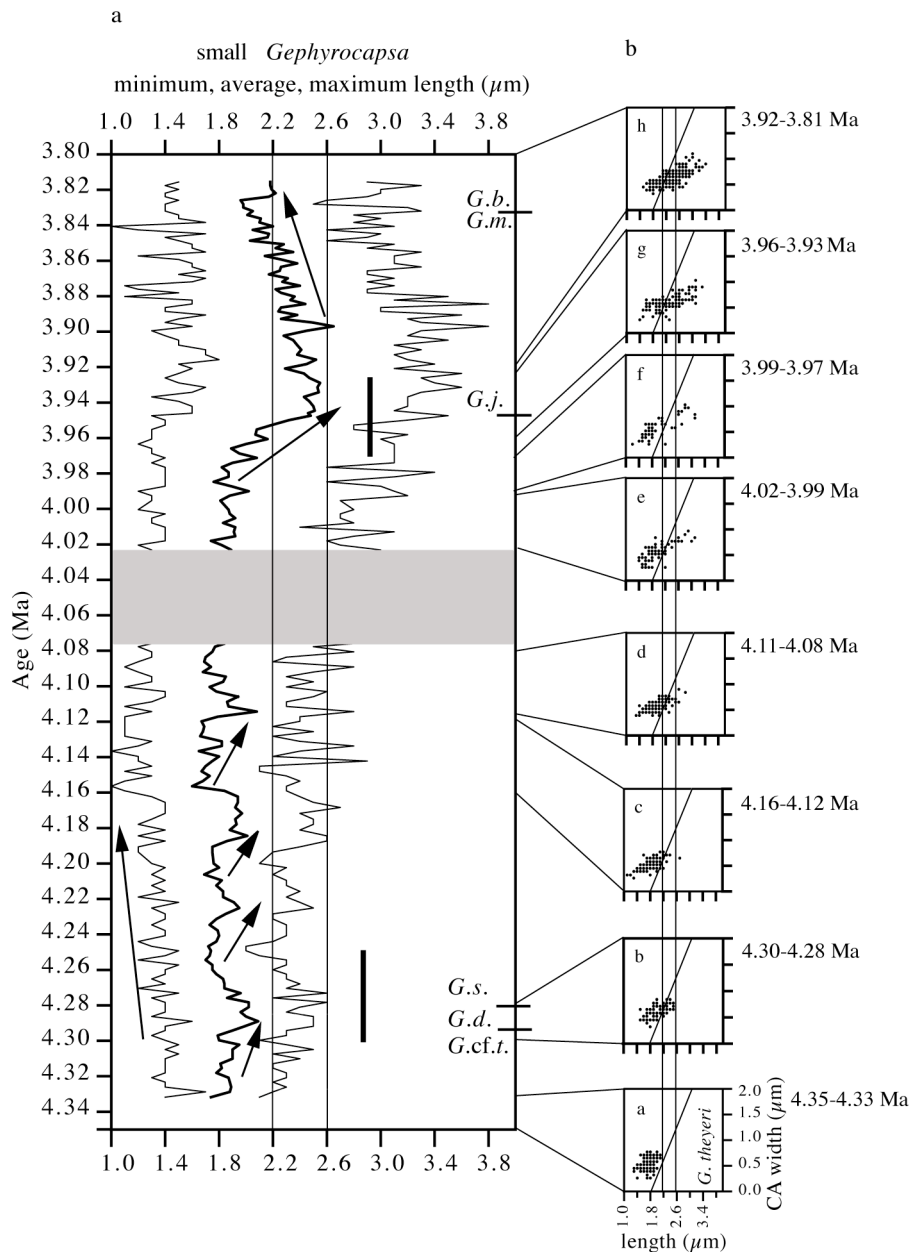 a
small Gephyrocapsa
minimum, average, maximum length (µm)
1.0 1.4 1.8 2.2 2.6 3.0 3.4 3.8
3.80
3.82
3.84
3.86
3.88
3.90
3.92
3.94
3.96
3.98
4.00
4.02
4.04
4.06
4.08
4.10
4.12
4.14
4.16
4.18
4.20
4.22
4.24
4.26
4.28
4.30
4.32
4.34
Age (Ma)
G.b.
G.m.
G.j.
G.s.
G.d.
G.cf.t.
1.0 1.4 1.8 2.2 2.6 3.0 3.4 3.8
b
h
3.92-3.81 Ma
g
3.96-3.93 Ma
f
3.99-3.97 Ma
e
4.02-3.99 Ma
d
4.11-4.08 Ma
c
4.16-4.12 Ma
b
4.30-4.28 Ma
a
4.35-4.33 Ma
G. theyeri
2.0
1.5
1.0
0.5
0.0
CA width (µm)
1.0 1.8 2.6 3.4
length (µm)